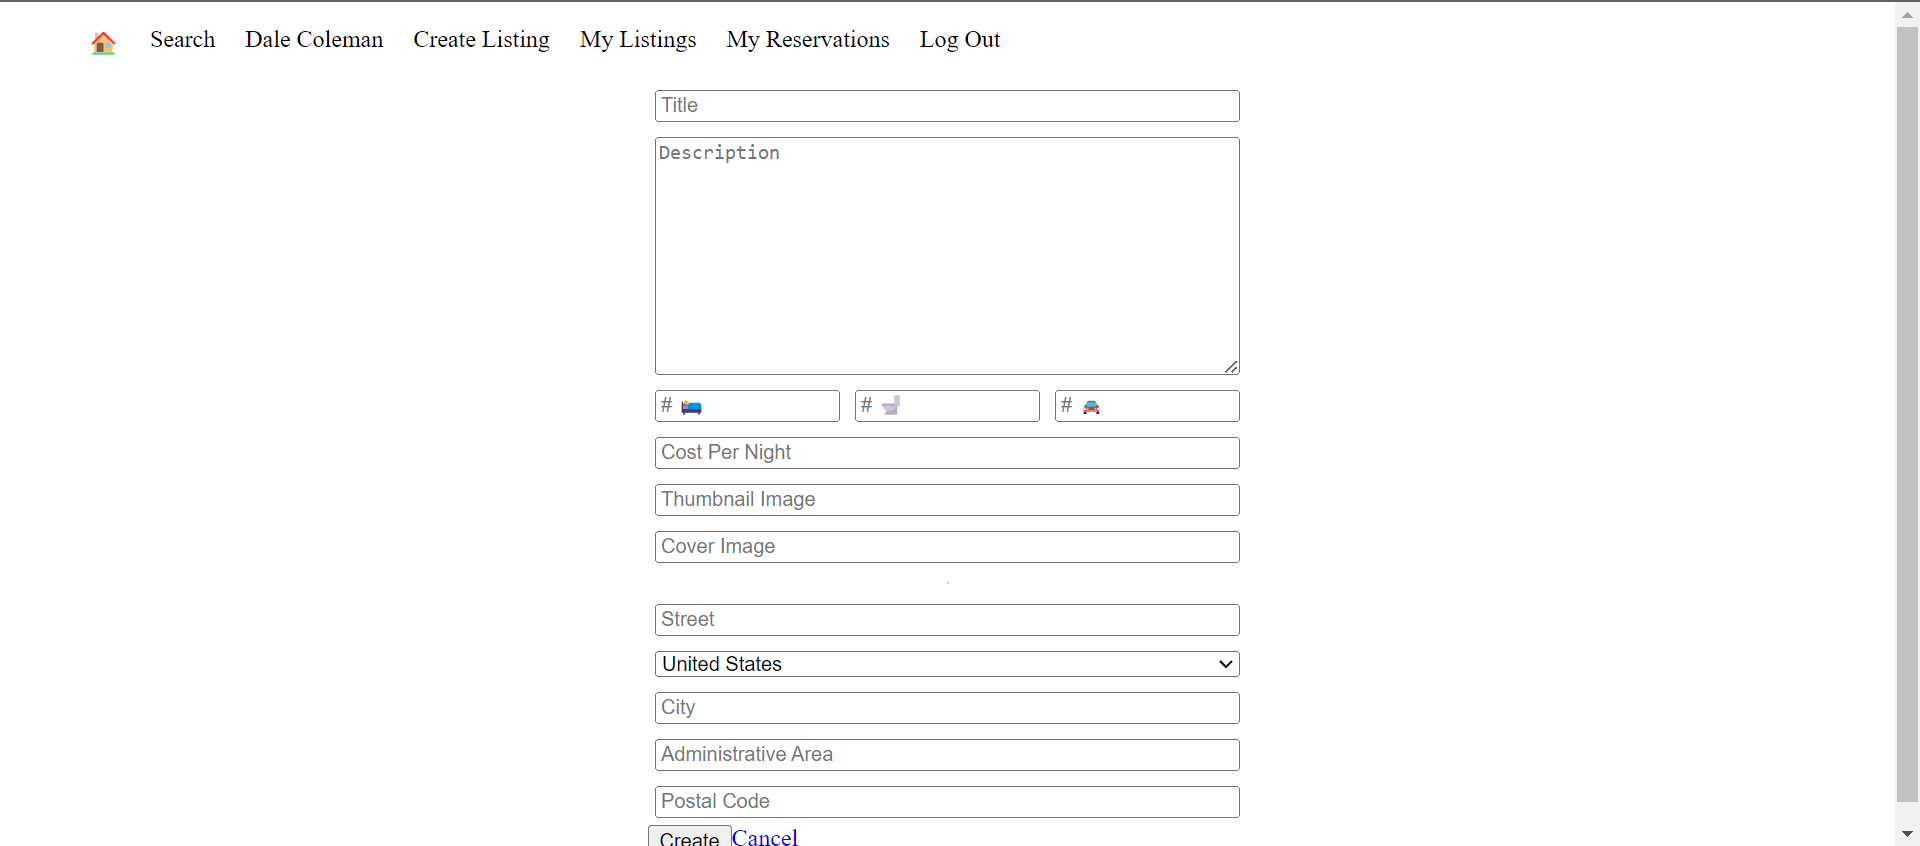 Search Dale Coleman Create Listing My Listings My Reservations Log Out
Title
Description
# # #
Cost Per Night
Thumbnail Image
Cover Image
Street
United States
City
Administrative Area
Postal Code
Create Cancel